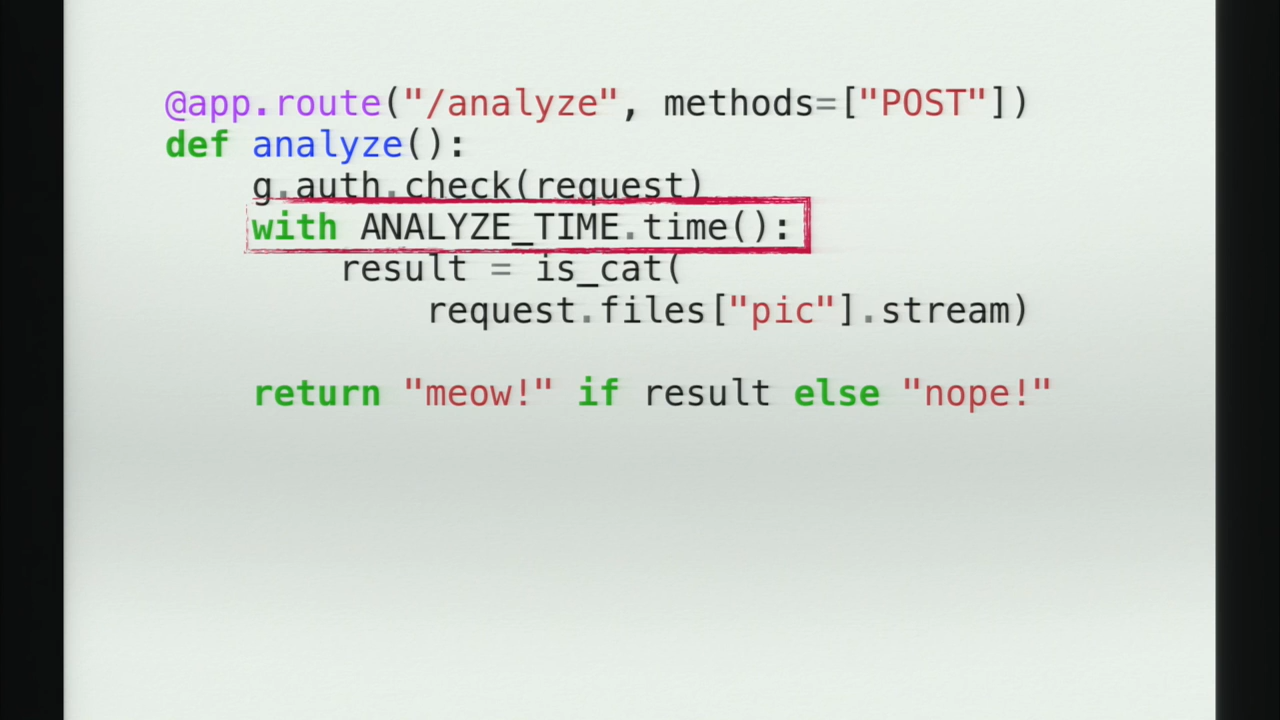 @app.route("/analyze", methods=["POST"])
def analyze():
    g.auth.check(request)
    with ANALYZE_TIME.time():
        result = is_cat(
            request.files["pic"].stream)
    return "meow!" if result else "nope!"